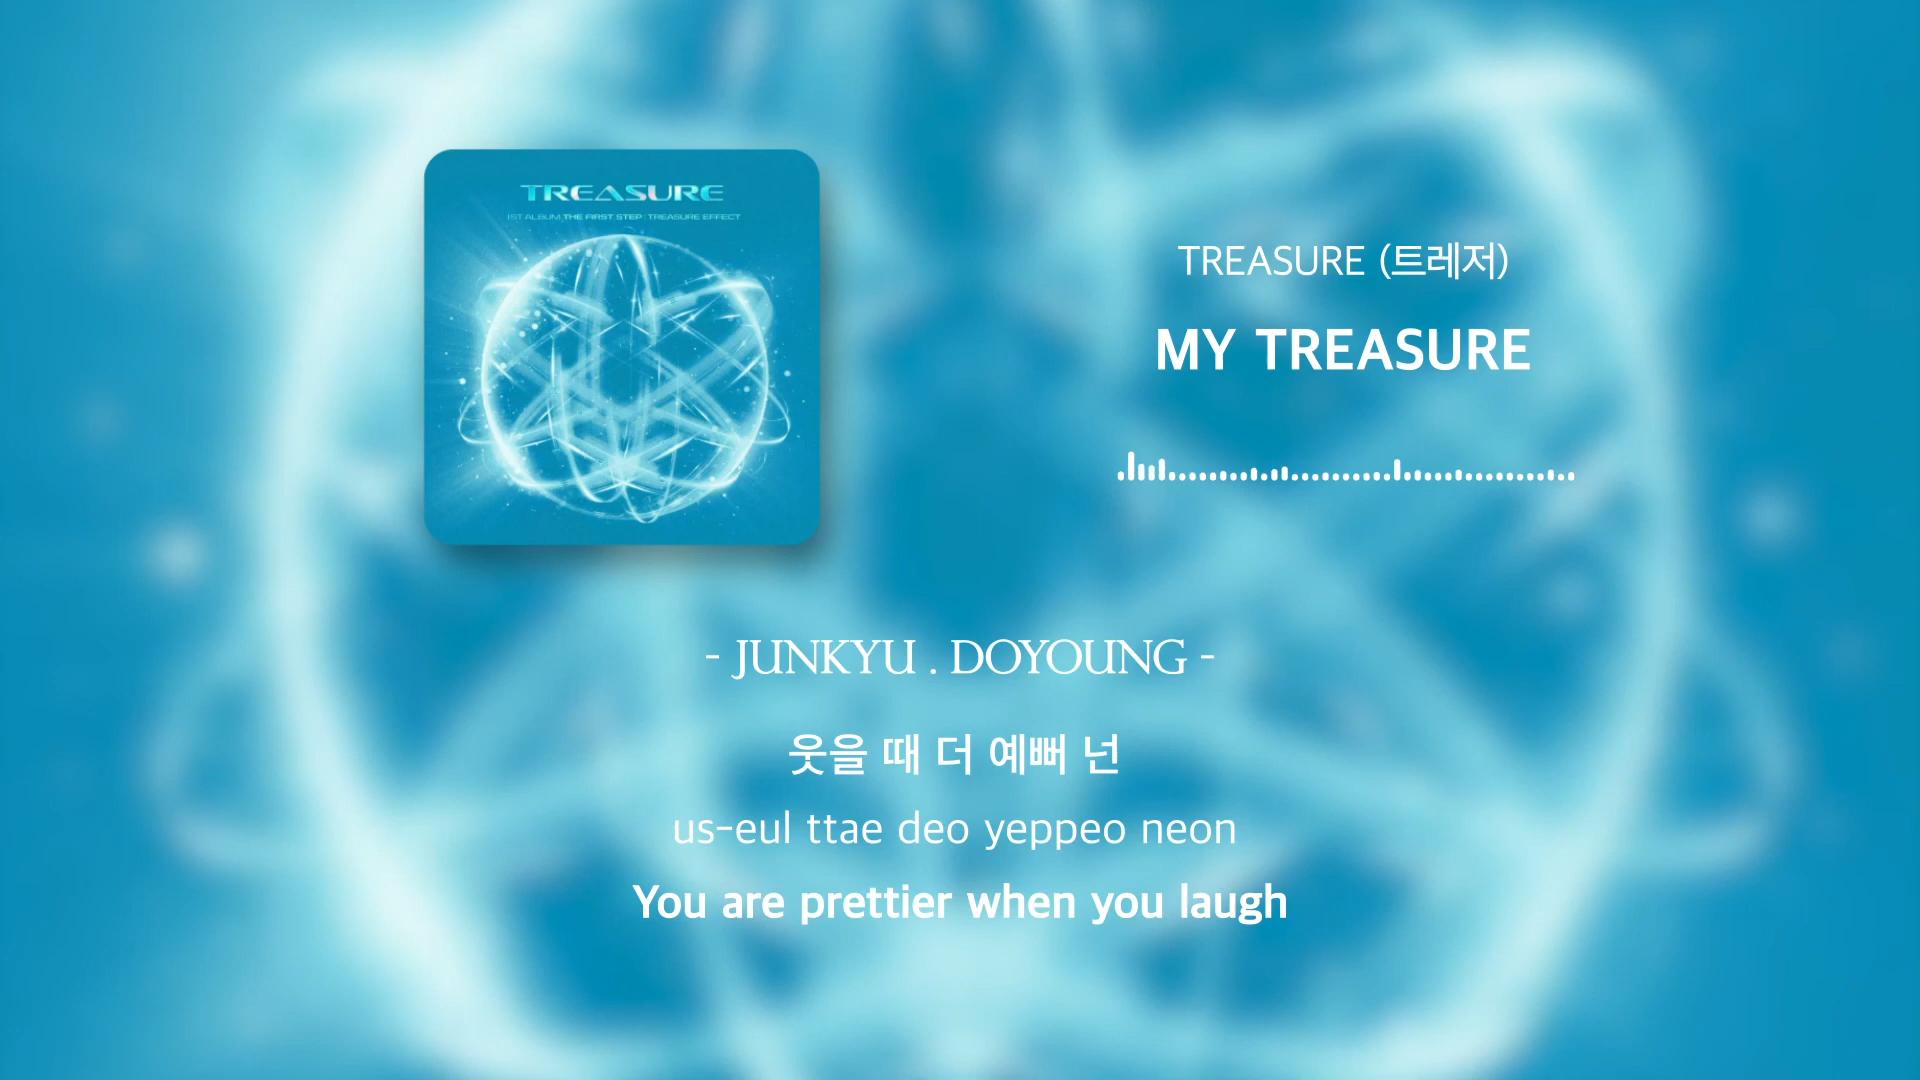 TREASURE
1ST ALBUM THE FIRST STEP : TREASURE EFFECT
TREASURE (트레저)
MY TREASURE
- JUNKYU . DOYOUNG -
웃을 때 더 예뻐 넌
us-eul ttae deo yeppeo neon
You are prettier when you laugh